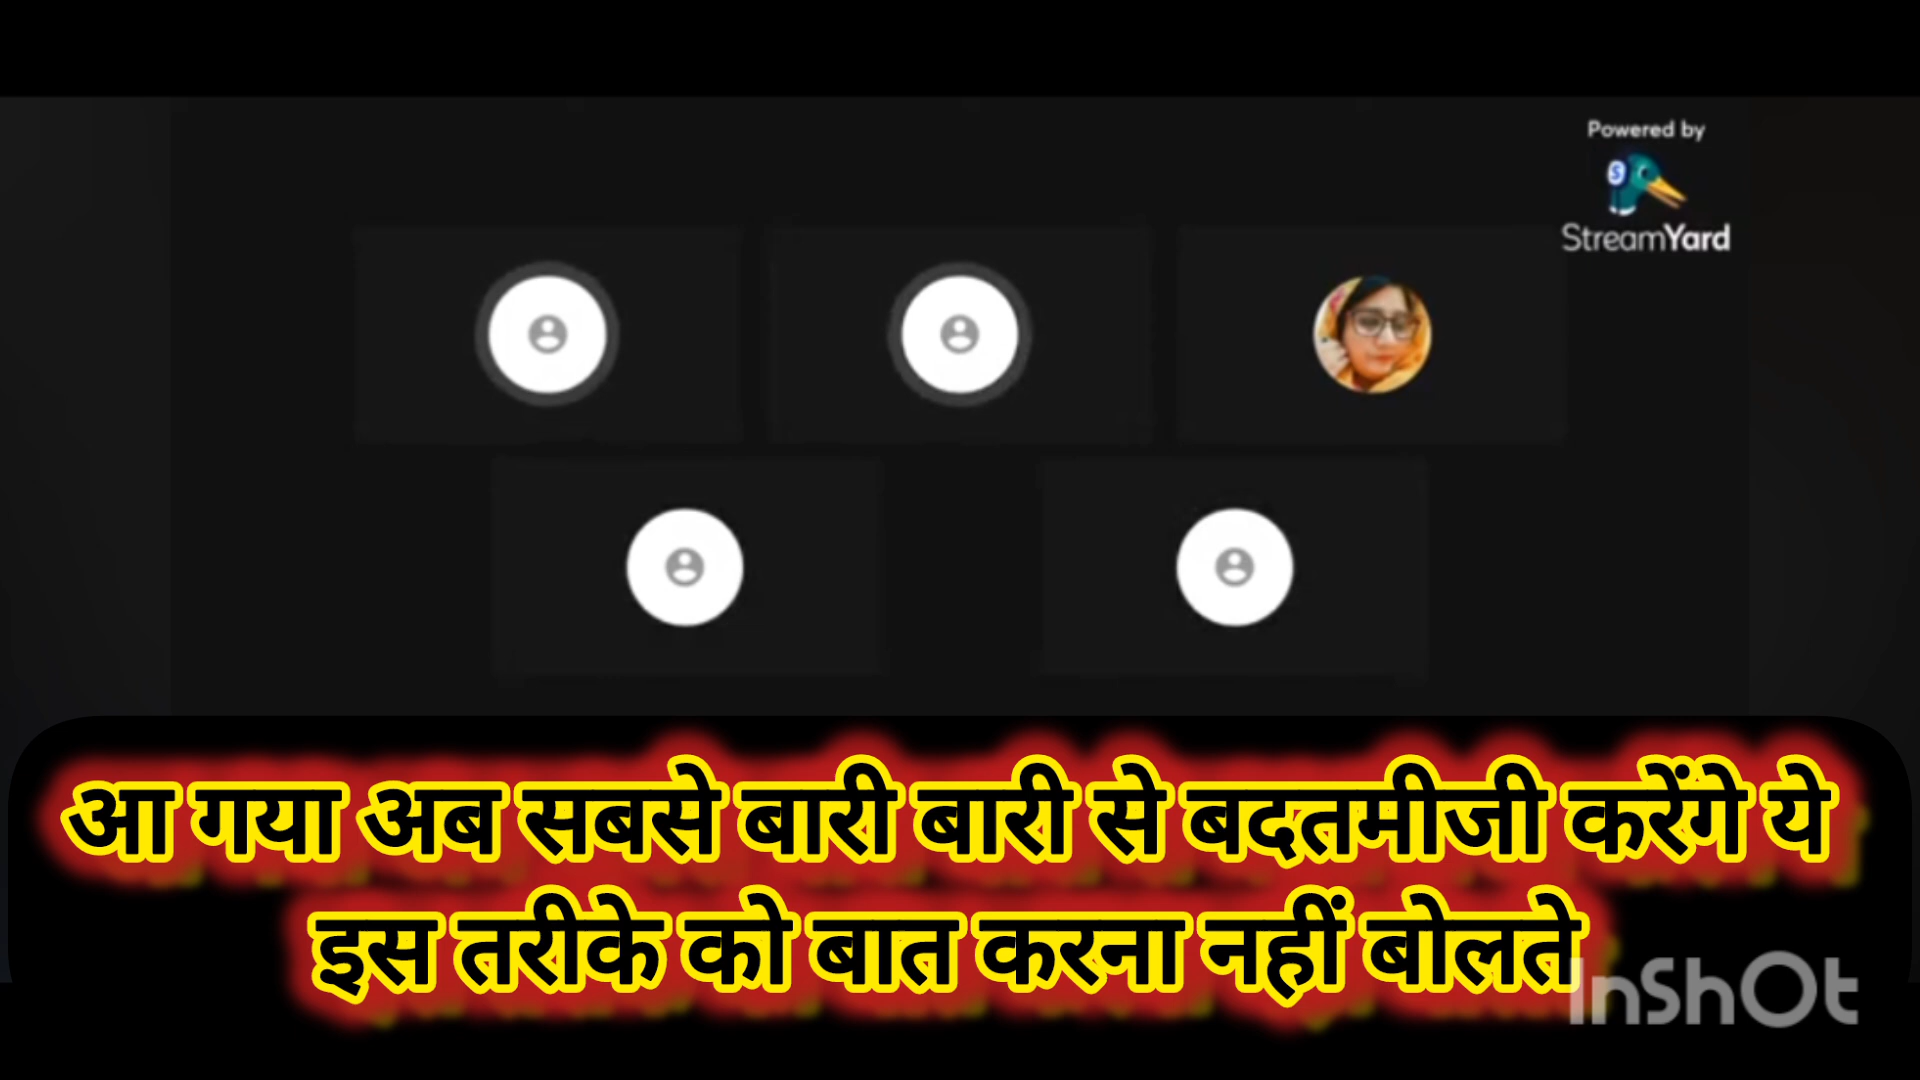 Powered by
S
StreamYard
आ गया अब सबसे बारी बारी से बदतमीजी करेंगे ये
इस तरीके को बात करना नहीं बोलते
InShOt